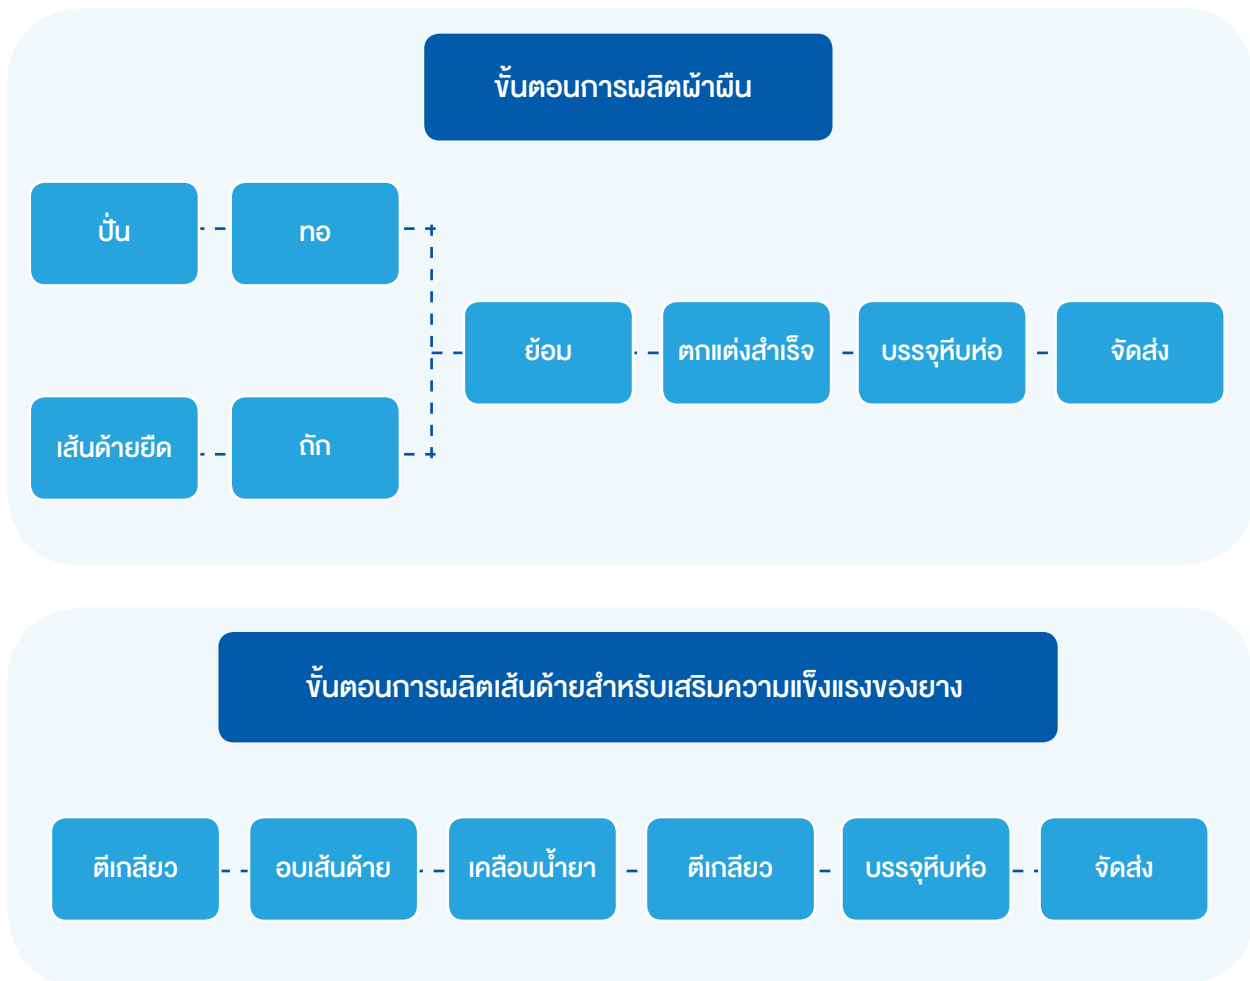 ขั้นตอนการผลิตผ้าผืน
ปั่น
ทอ
เส้นด้ายยืด
ถัก
ย้อม
ตกแต่งสำเร็จ
บรรจุหีบห่อ
จัดส่ง
ขั้นตอนการผลิตเส้นด้ายสำหรับเสริมความแข็งแรงของยาง
ตีเกลียว
อบเส้นด้าย
เคลือบน้ำยา
ตีเกลียว
บรรจุหีบห่อ
จัดส่ง